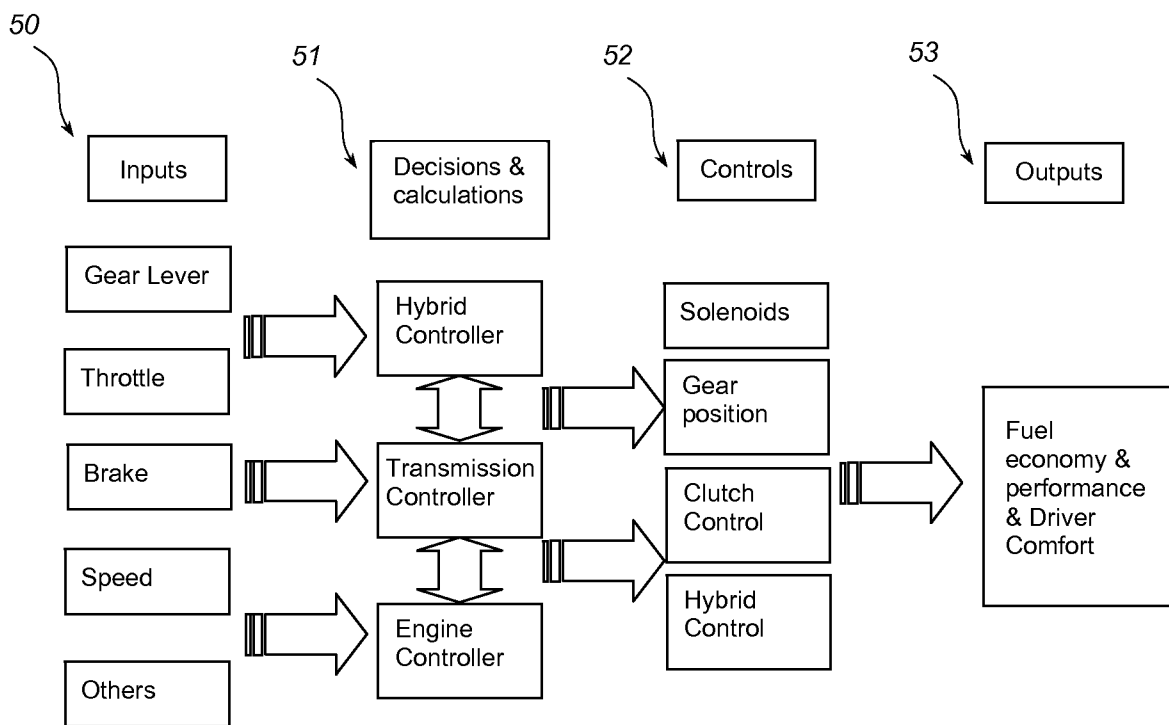 50
51
52
53
Inputs
Decisions &
calculations
Controls
Outputs
Gear Lever
Throttle
Brake
Speed
Others
Hybrid
Controller
Transmission
Controller
Engine
Controller
Solenoids
Gear
position
Clutch
Control
Hybrid
Control
Fuel
economy &
performance
& Driver
Comfort